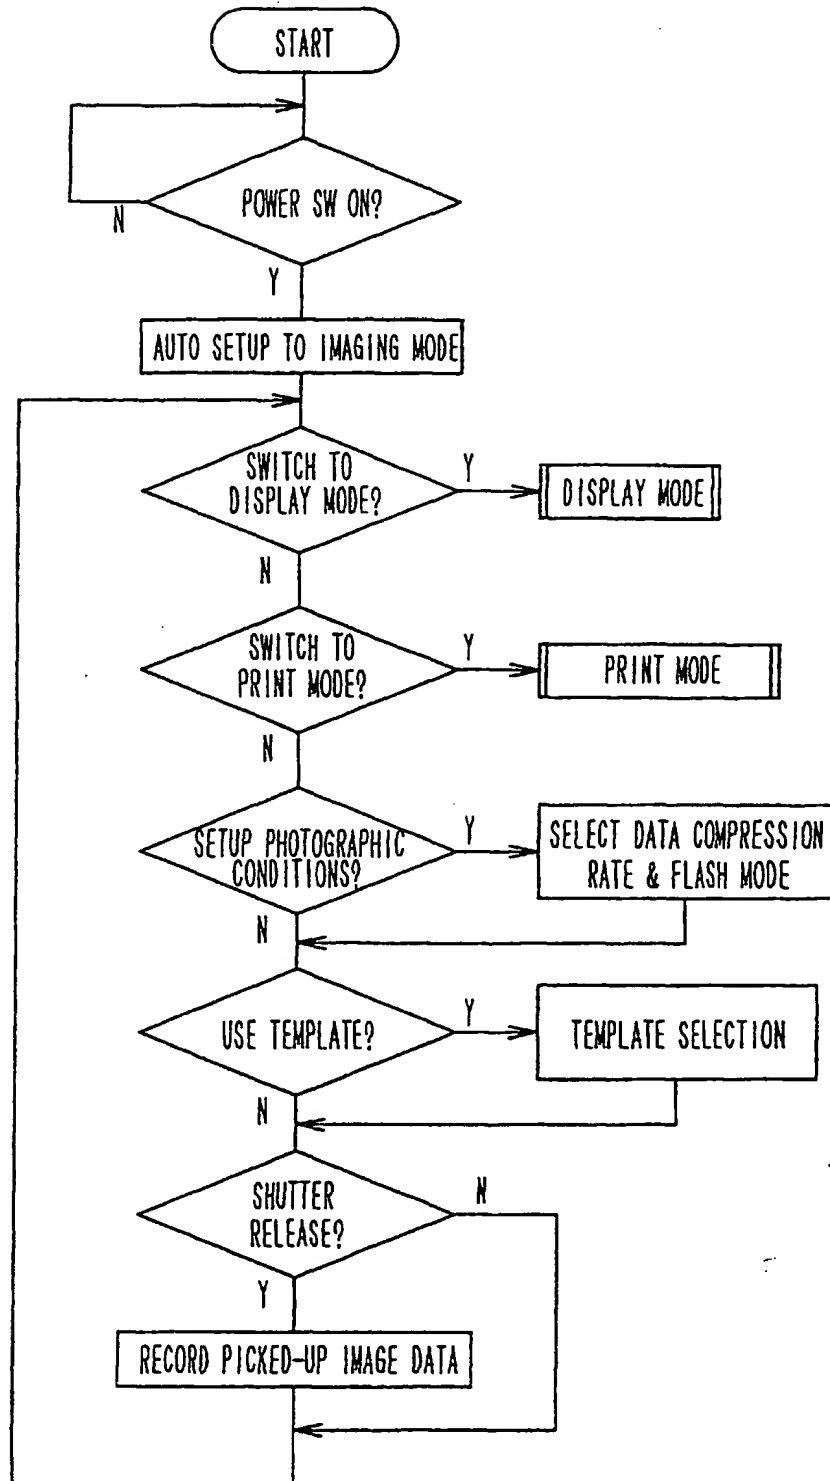 START
POWER SW ON?
N
Y
AUTO SETUP TO IMAGING MODE
SWITCH TO
DISPLAY MODE?
Y
DISPLAY MODE
N
SWITCH TO
PRINT MODE?
Y
PRINT MODE
N
SETUP PHOTOGRAPHIC
CONDITIONS?
Y
SELECT DATA COMPRESSION
RATE & FLASH MODE
N
USE TEMPLATE?
Y
TEMPLATE SELECTION
N
SHUTTER
RELEASE?
N
Y
RECORD PICKED-UP IMAGE DATA